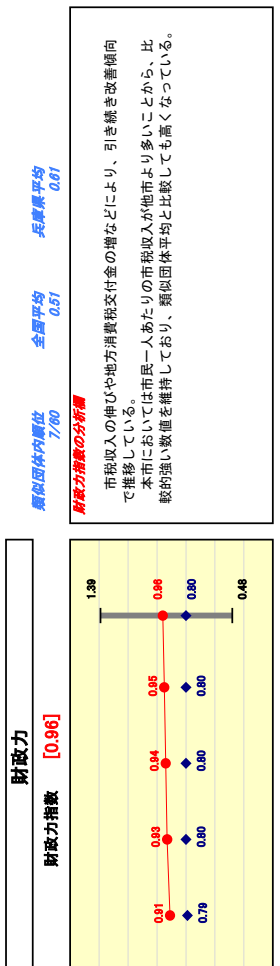 財政力
財政力指数 [0.96]
1.39
0.91
0.93
0.94
0.95
0.96
0.79
0.80
0.80
0.80
0.80
0.48
類似団体内順位
7/60
全国平均
0.51
兵庫県平均
0.61
財政力指数の分析欄
市税収入の伸びや地方消費税交付金の増などにより、引き続き改善傾向
で推移している。
本市においては市民一人あたりの市税収入が他市より多いことから、比
較的強い数値を維持しており、類似団体平均と比較しても高くなっている。